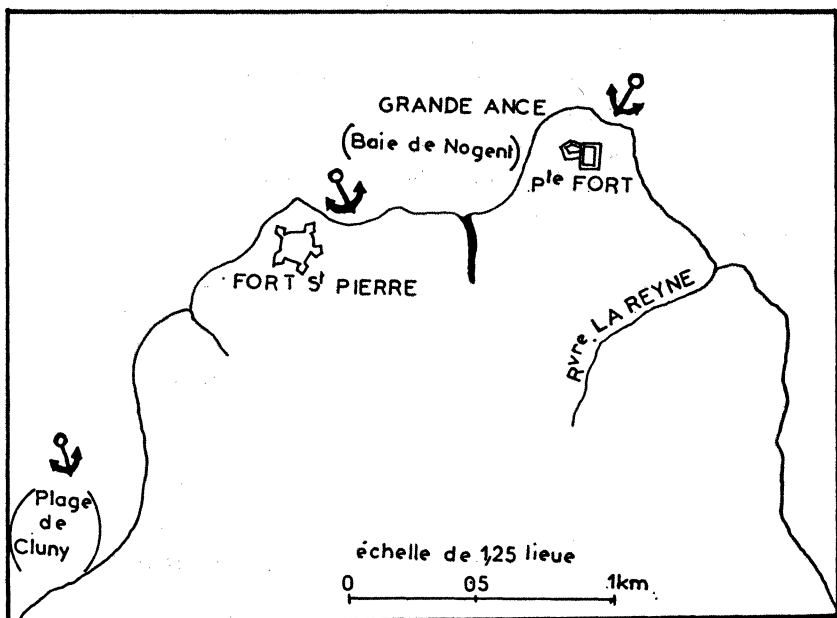 GRANDE ANCE
(Baie de Nogent)
Pte FORT
FORT St PIERRE
Rvre LA REYNE
(Plage
de
Cluny)
échelle de 1,25 lieue
0 05 1km